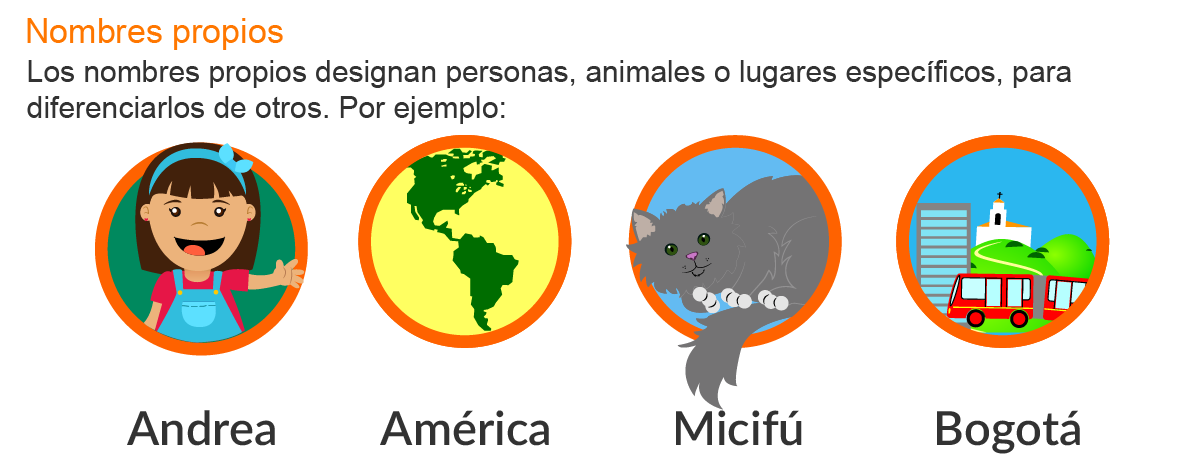 Nombres propios
Los nombres propios designan personas, animales o lugares específicos, para
diferenciarlos de otros. Por ejemplo:
Andrea América Micifú Bogotá